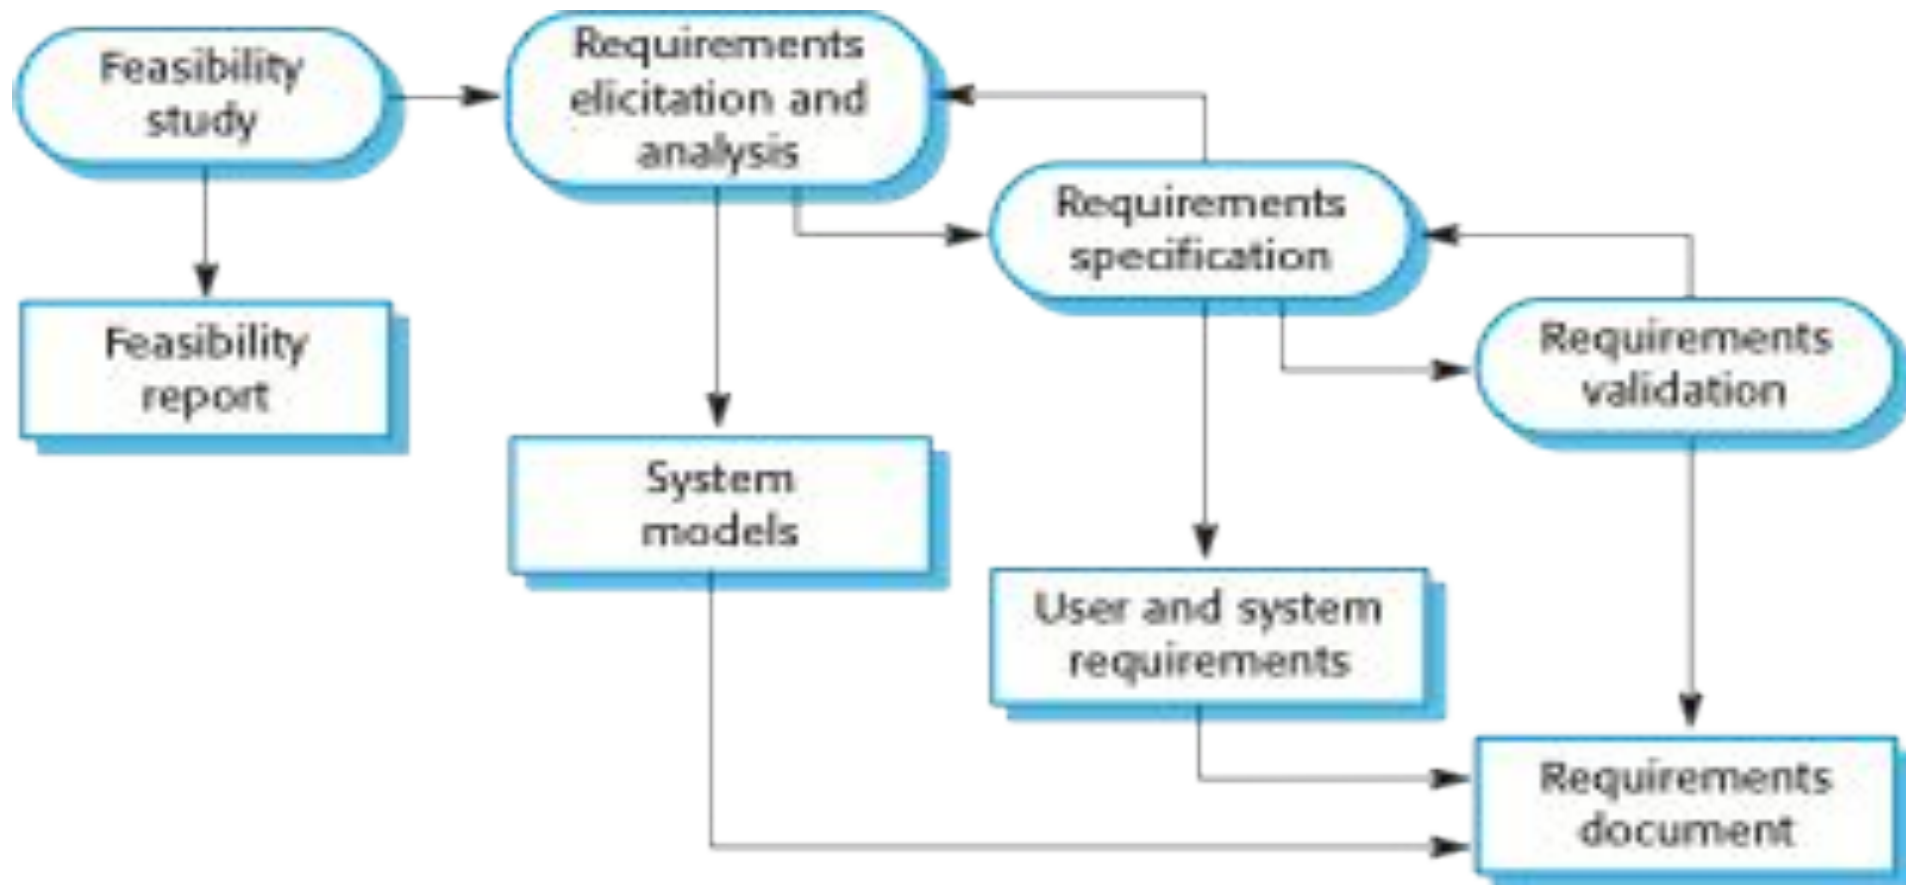 Feasibility
study
Requirements
elicitation and
analysis
Requirements
specification
Requirements
validation
Feasibility
report
System
models
User and system
requirements
Requirements
document